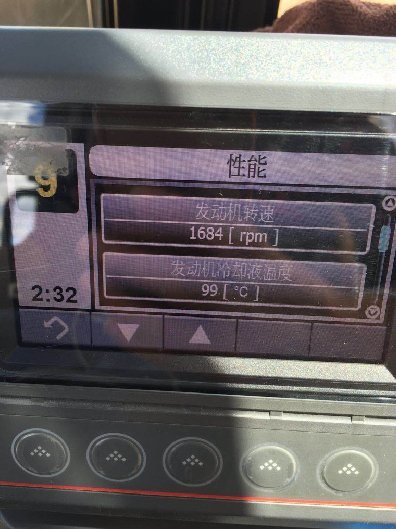 性能
9
发动机转速
1684 [ rpm ]
发动机冷却液温度
99 [ °C ]
2:32